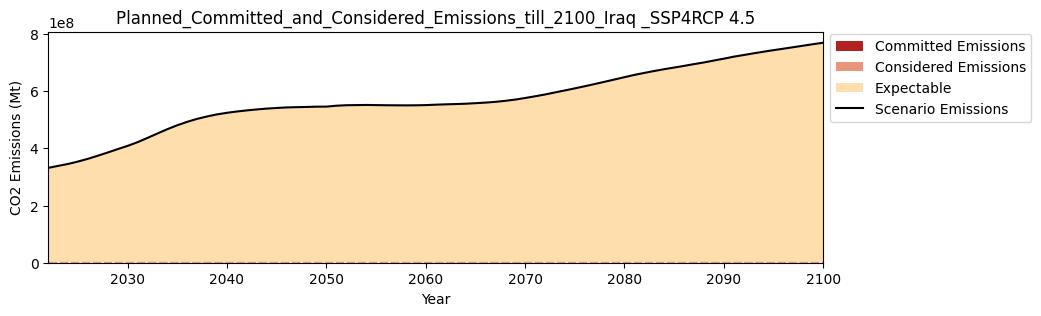 Planned_Committed_and_Considered_Emissions_till_2100_Iraq _SSP4RCP 4.5
1e8
8
6
4
2
0
CO2 Emissions (Mt)
2030 2040 2050 2060 2070 2080 2090 2100
Year
Committed Emissions
Considered Emissions
Expectable
Scenario Emissions